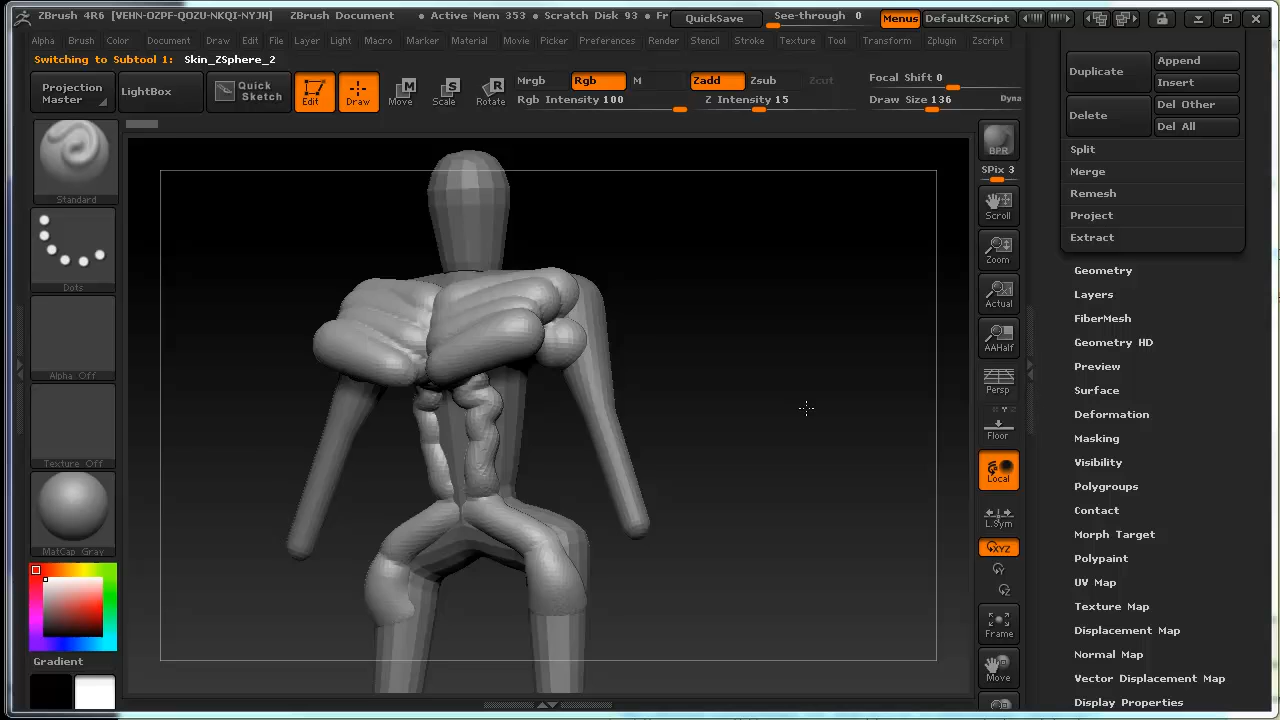 ZBrush 4R6 [VEHN-OZPF-QOZU-NKQI-NYJH] ZBrush Document • Active Mem 353 • Scratch Disk 93 • Fr QuickSave See-through 0 Menus DefaultZScript
Alpha Brush Color Document Draw Edit File Layer Light Macro Marker Material Movie Picker Preferences Render Stencil Stroke Texture Tool Transform Zplugin Zscript
Switching to Subtool 1: Skin_ZSphere_2
Projection Master
LightBox
Quick Sketch
Edit
Draw
Move
Scale
Rotate
Mrgb Rgb M Zadd Zsub Zcut
Rgb Intensity 100 Z Intensity 15
Focal Shift 0
Draw Size 136 Dyna
Standard
Dots
Alpha Off
Texture Off
MatCap Gray
Gradient
BPR
SPix 3
Scroll
Zoom
Actual
AAHalf
Persp
Floor
Local
L.Sym
XYZ
Y
Z
Frame
Move
Duplicate
Append
Insert
Delete
Del Other
Del All
Split
Merge
Remesh
Project
Extract
Geometry
Layers
FiberMesh
Geometry HD
Preview
Surface
Deformation
Masking
Visibility
Polygroups
Contact
Morph Target
Polypaint
UV Map
Texture Map
Displacement Map
Normal Map
Vector Displacement Map
Display Properties